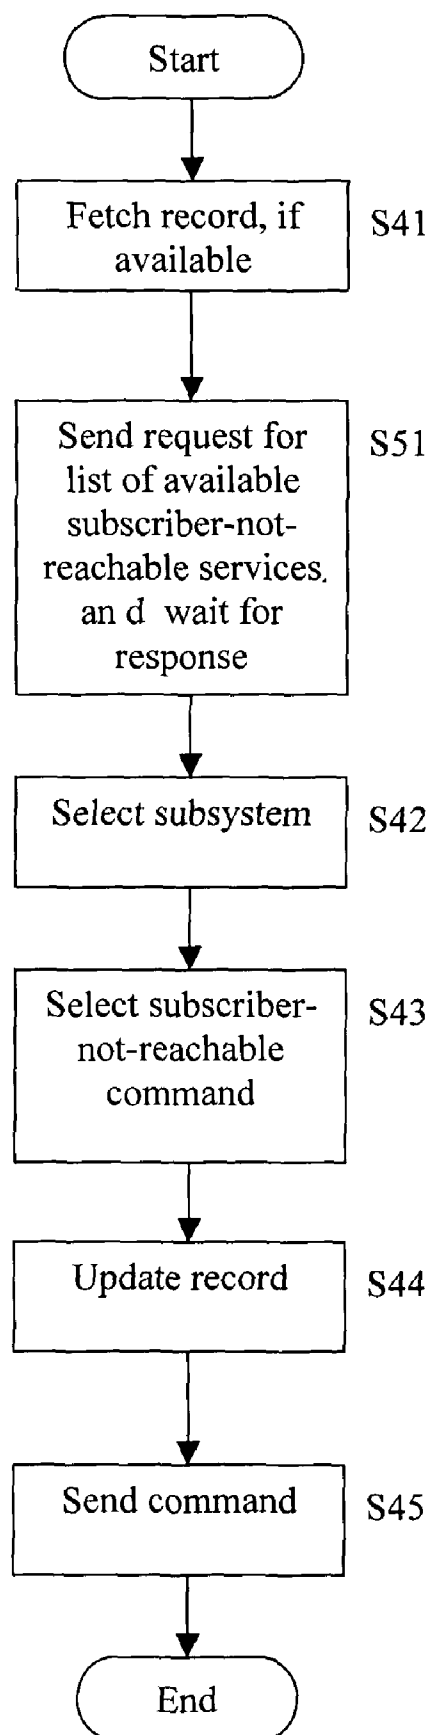 Start
Fetch record, if
available
S41
Send request for
list of available
subscriber-not-
reachable services,
an d wait for
response
S51
Select subsystem
S42
Select subscriber-
not-reachable
command
S43
Update record
S44
Send command
S45
End